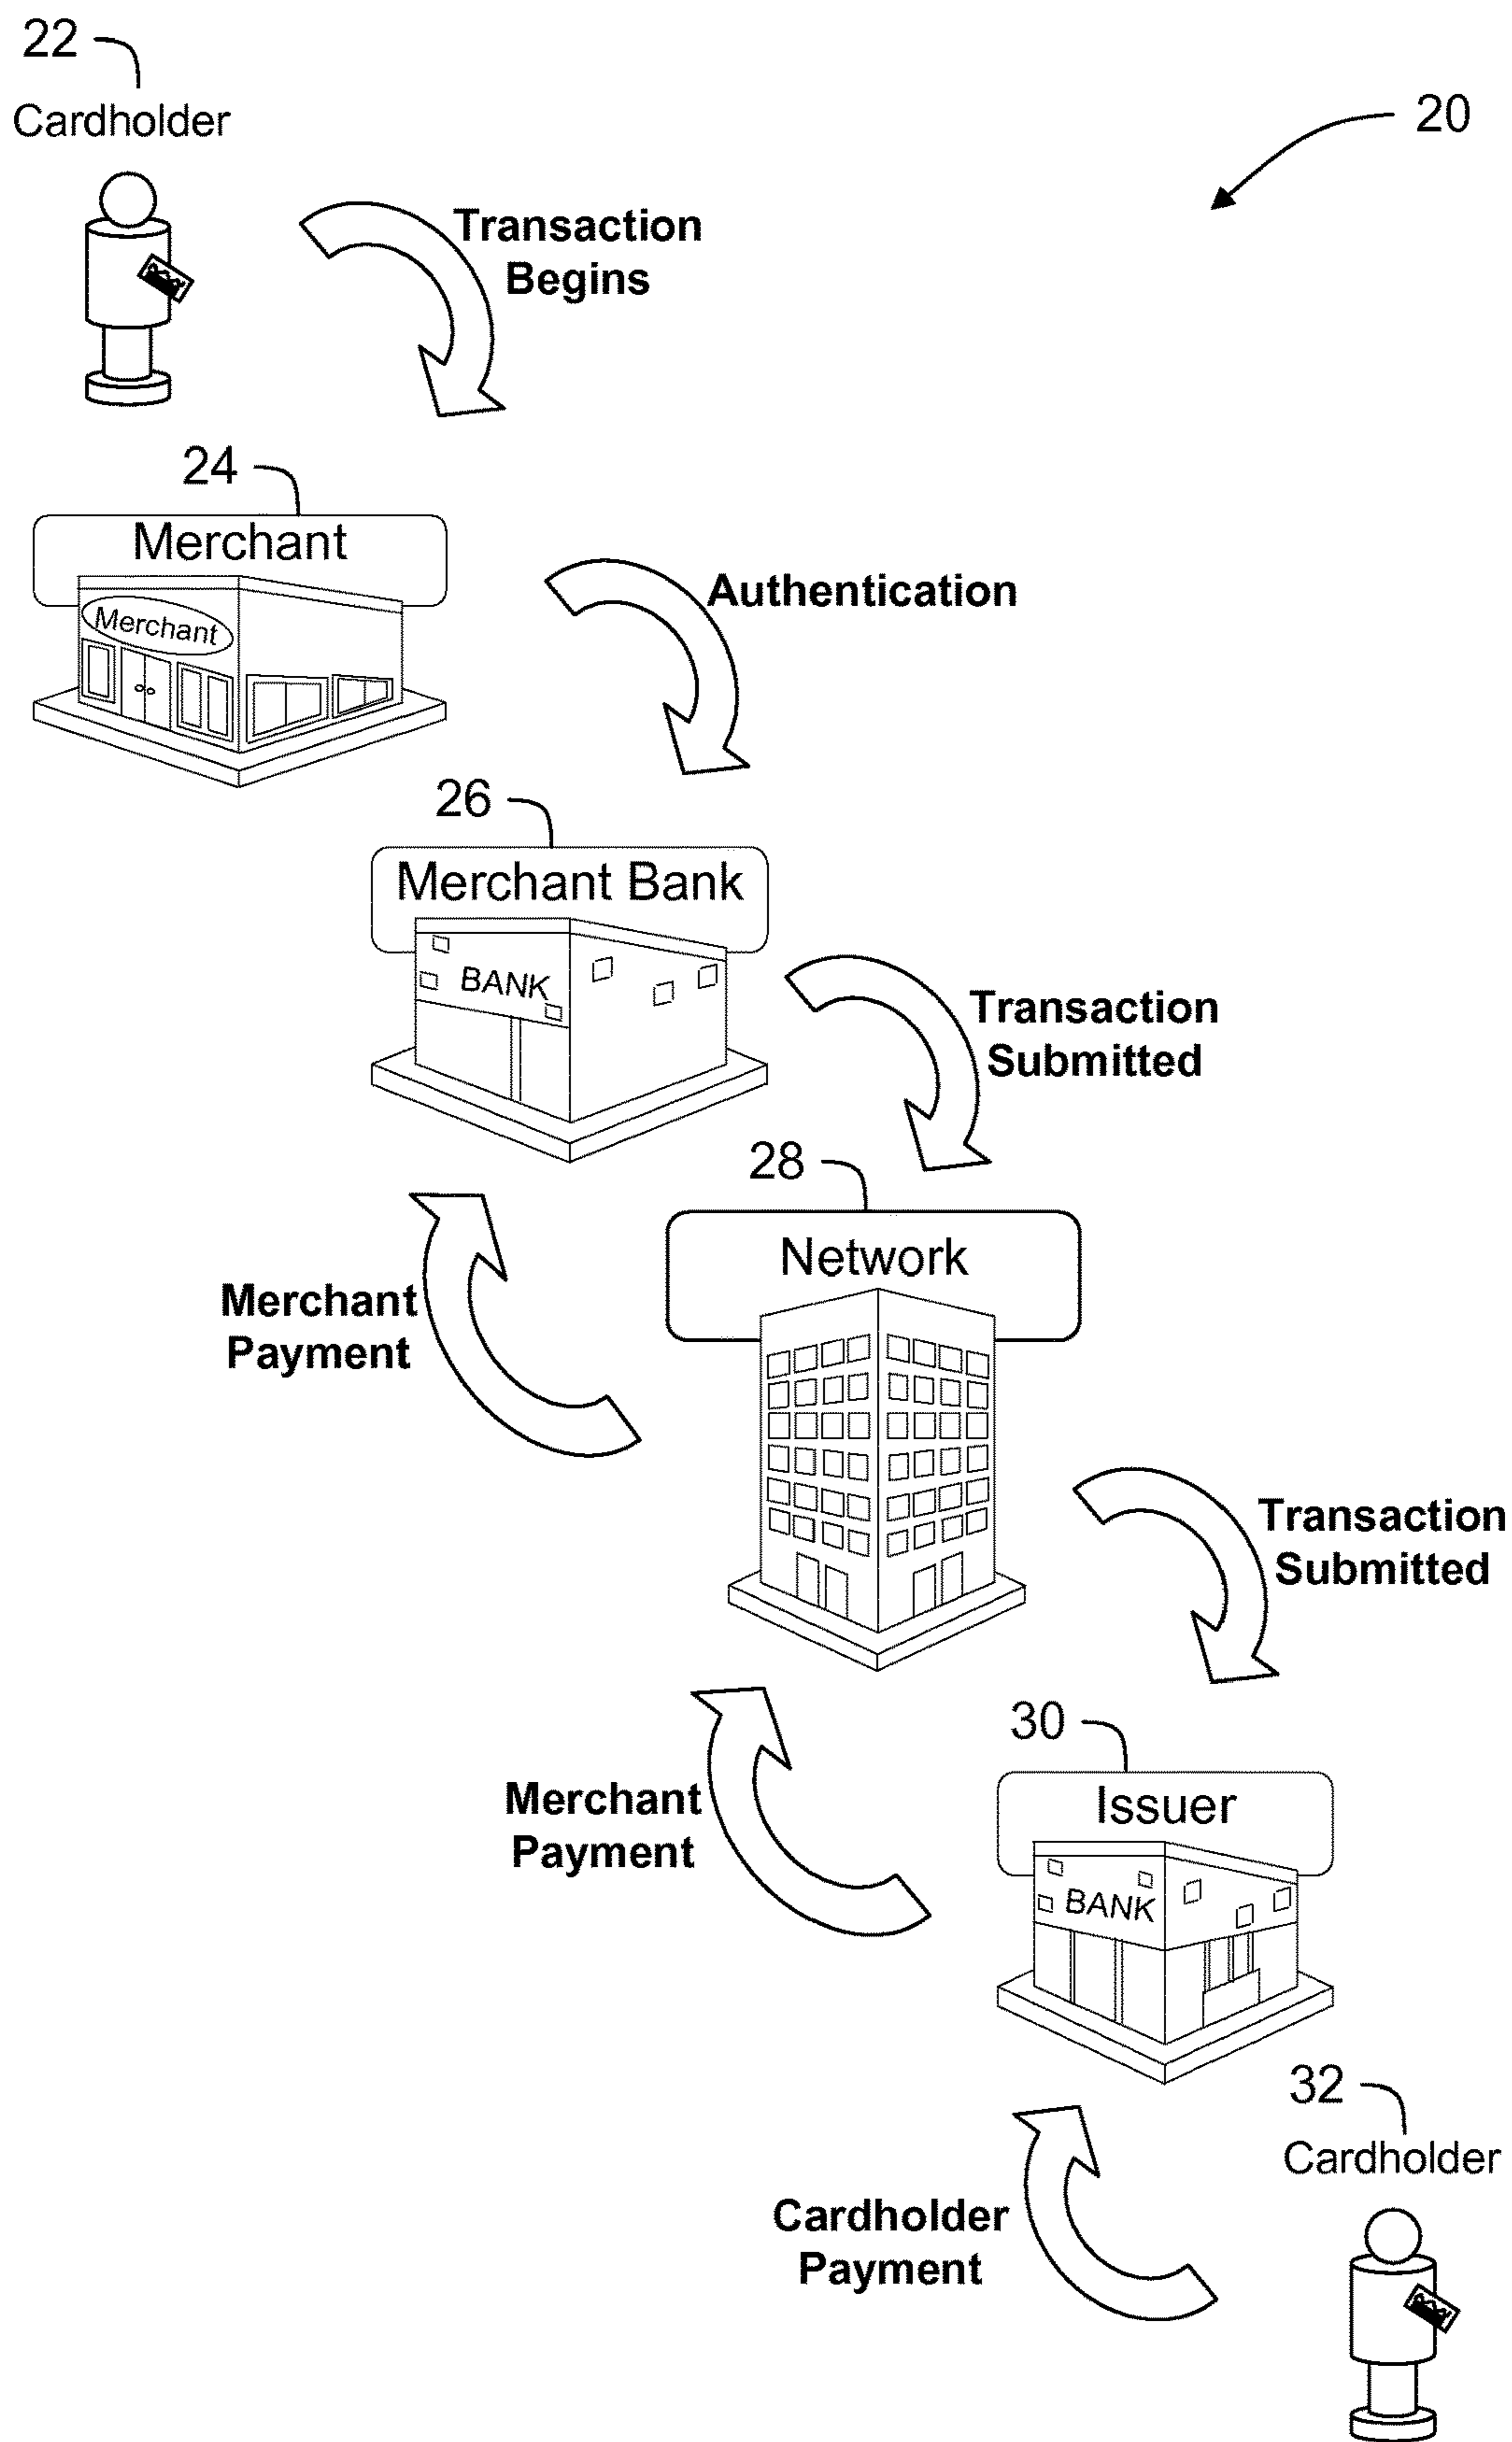 22
Cardholder
20
Transaction
Begins
24
Merchant
Merchant
Authentication
26
Merchant Bank
BANK
Transaction
Submitted
28
Network
Merchant
Payment
Transaction
Submitted
30
Issuer
BANK
Merchant
Payment
32
Cardholder
Cardholder
Payment